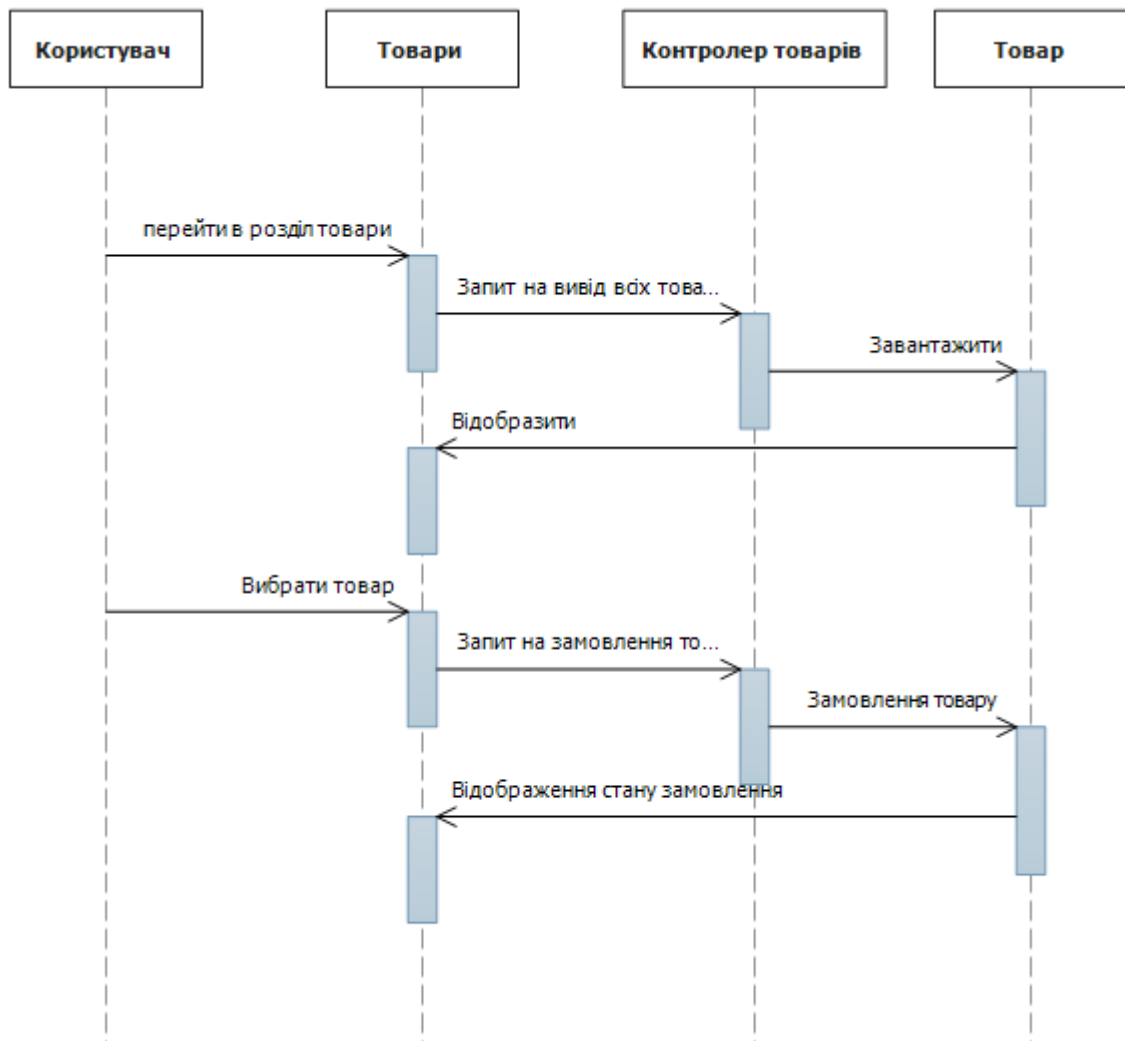 Користувач
Товари
Контролер товарів
Товар
перейти в розділ товари
Запит на вивід всіх това...
Завантажити
Відобразити
Вибрати товар
Запит на замовлення то...
Замовлення товару
Відображення стану замовлення